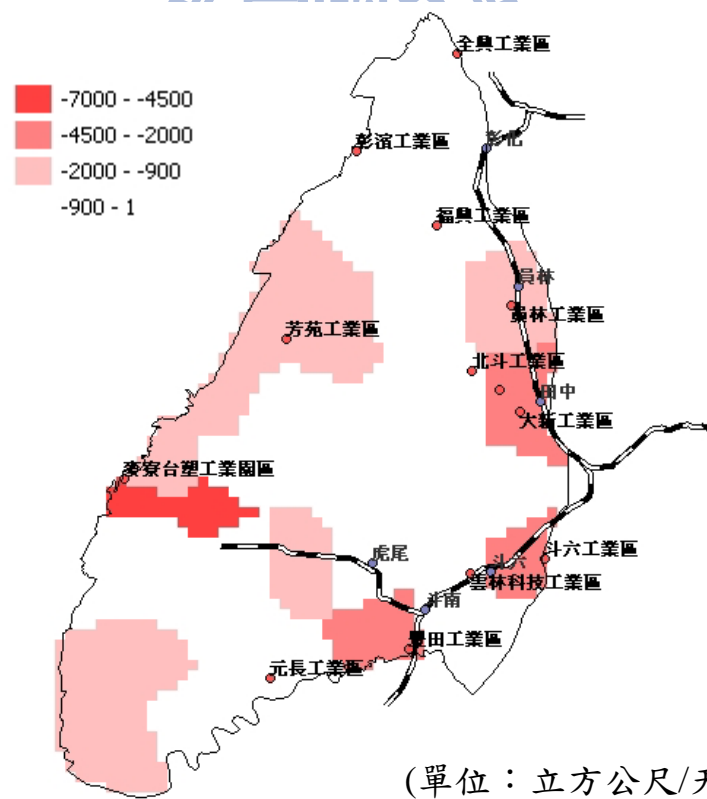 全興工業區
-7000 - -4500
-4500 - -2000
-2000 - -900
-900 - 1
彰濱工業區
彰化
福興工業區
員林
員林工業區
芳苑工業區
北斗工業區
田中
大新工業區
麥寮台塑工業園區
虎尾
斗六
斗六工業區
雲林科技工業區
斗南
豐田工業區
元長工業區
(單位：立方公尺/天